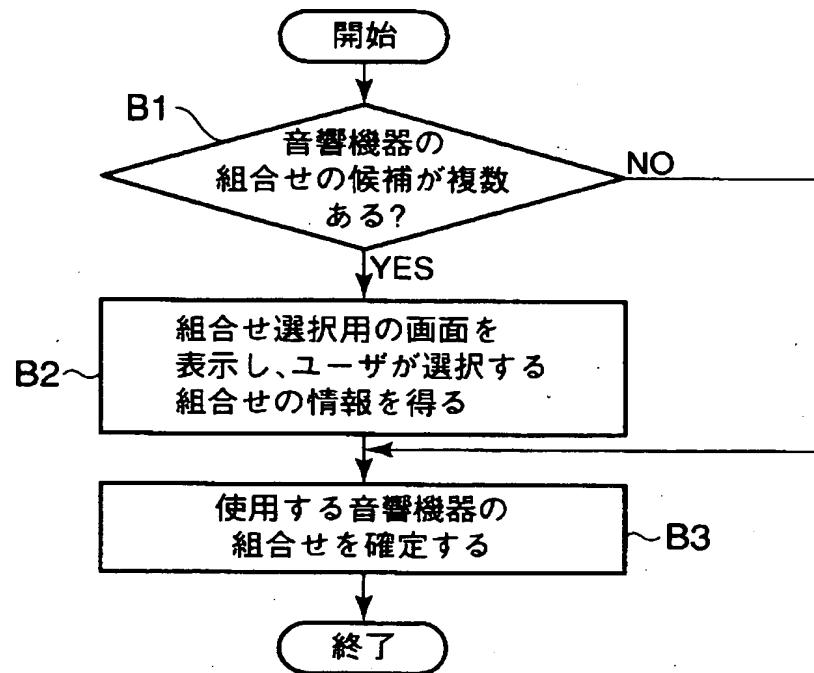 開始
B1
音響機器の
組合せの候補が複数
ある?
NO
YES
組合せ選択用の画面を
表示し、ユーザが選択する
組合せの情報を得る
B2
使用する音響機器の
組合せを確定する
B3
終了